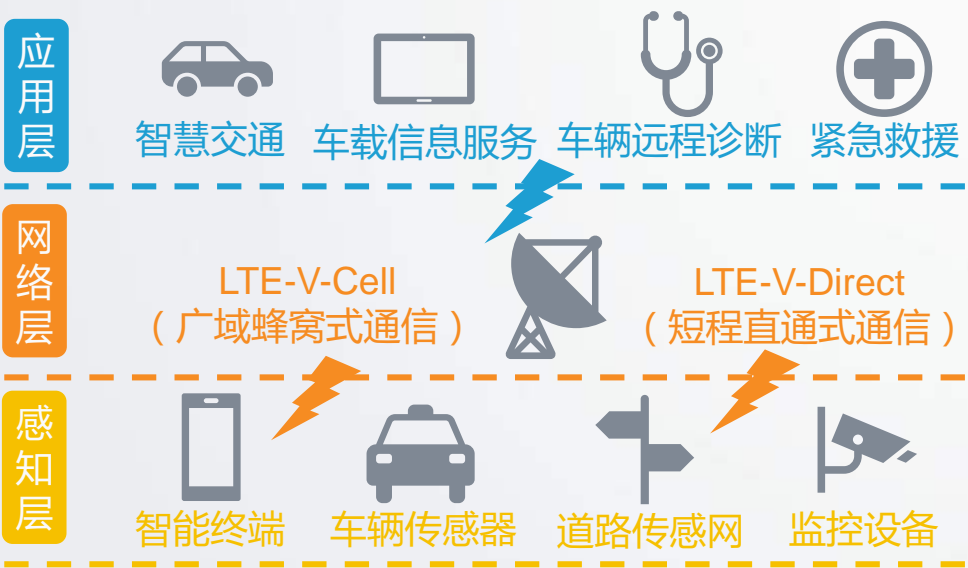 应用层
智慧交通 车载信息服务 车辆远程诊断 紧急救援
网络层
LTE-V-Cell
（广域蜂窝式通信）
LTE-V-Direct
（短程直通式通信）
感知层
智能终端 车辆传感器 道路传感网 监控设备